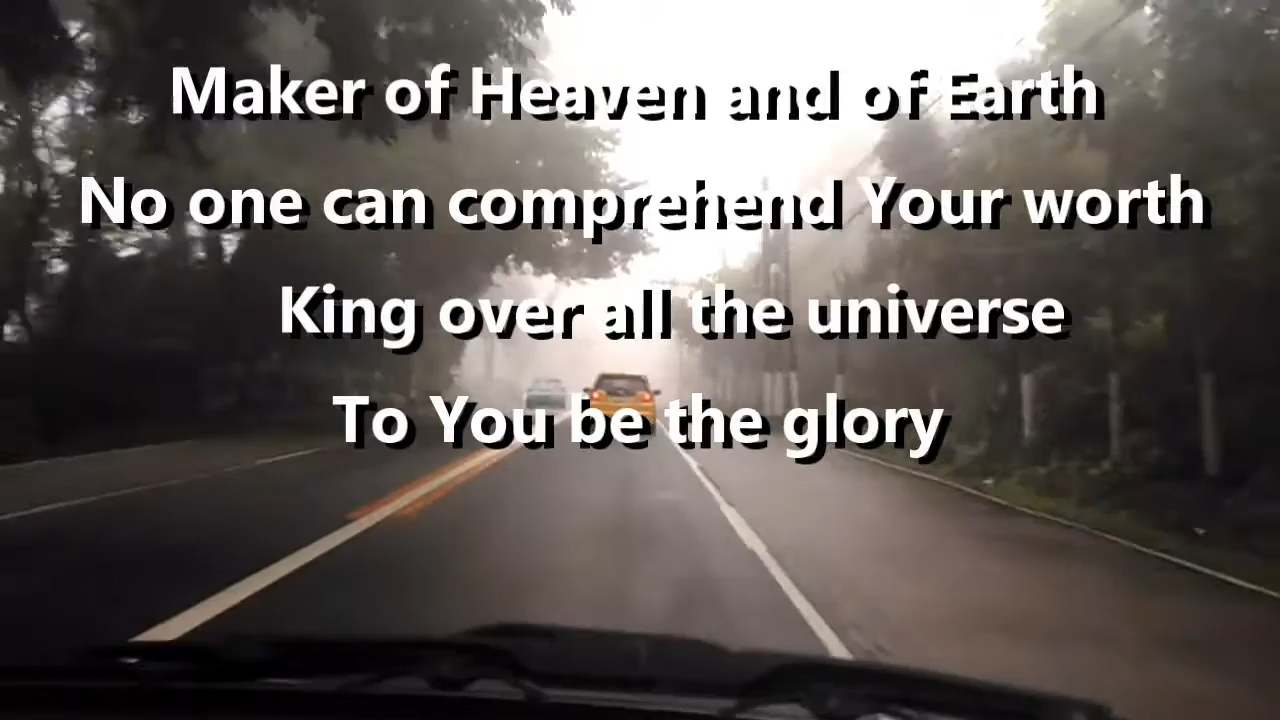 Maker of Heaven and of Earth
No one can comprehend Your worth
King over all the universe
To You be the glory